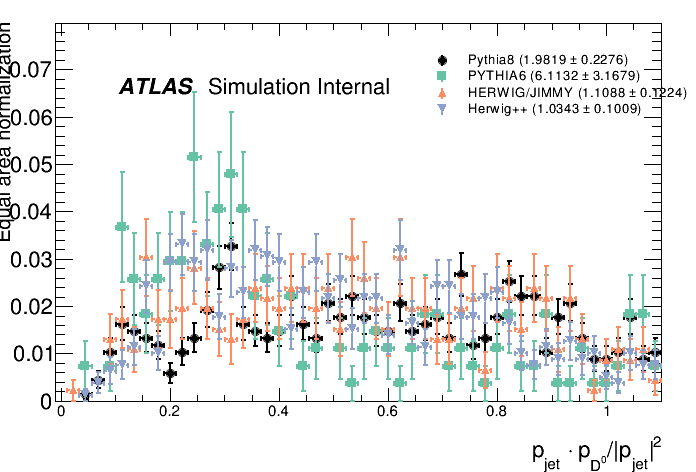 Equal area normalization
0.07
0.06
0.05
0.04
0.03
0.02
0.01
0
ATLAS Simulation Internal
Pythia8 (1.9819 ± 0.2276)
PYTHIA6 (6.1132 ± 3.1679)
HERWIG/JIMMY (1.1088 ± 0.1224)
Herwig++ (1.0343 ± 0.1009)
0 0.2 0.4 0.6 0.8 1
p_jet · p_D⁰/|p_jet|²